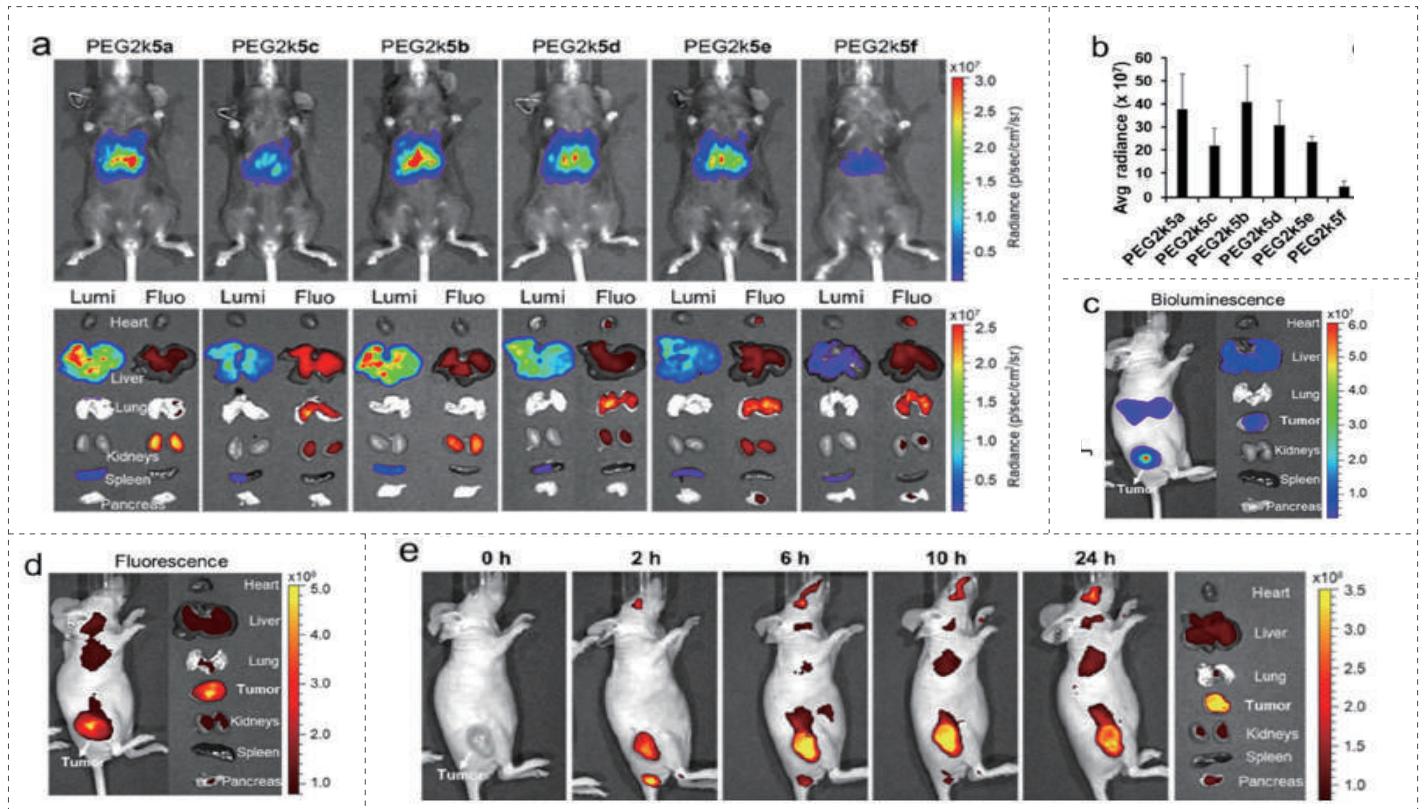 a
PEG2k5a PEG2k5c PEG2k5b PEG2k5d PEG2k5e PEG2k5f
x10⁷
3.0
2.5
2.0
1.5
1.0
0.5
Radiance (p/sec/cm²/sr)
Lumi Fluo Lumi Fluo Lumi Fluo Lumi Fluo Lumi Fluo Lumi Fluo
Heart
Liver
Lung
Kidneys
Spleen
Pancreas
x10⁷
2.5
2.0
1.5
1.0
0.5
Radiance (p/sec/cm²/sr)
b
Avg radiance (x 10⁷)
60
50
40
30
20
10
0
PEG2k5a PEG2k5c PEG2k5b PEG2k5d PEG2k5e PEG2k5f
c
Bioluminescence
Heart
Liver
Lung
Tumor
Kidneys
Spleen
Pancreas
Tumor
x10⁷
6.0
5.0
4.0
3.0
2.0
1.0
d
Fluorescence
Heart
Liver
Lung
Tumor
Kidneys
Spleen
Pancreas
Tumor
5.0
4.0
3.0
2.0
1.0
e
0 h 2 h 6 h 10 h 24 h
Tumor
Heart
Liver
Lung
Tumor
Kidneys
Spleen
Pancreas
3.5
3.0
2.5
2.0
1.5
1.0